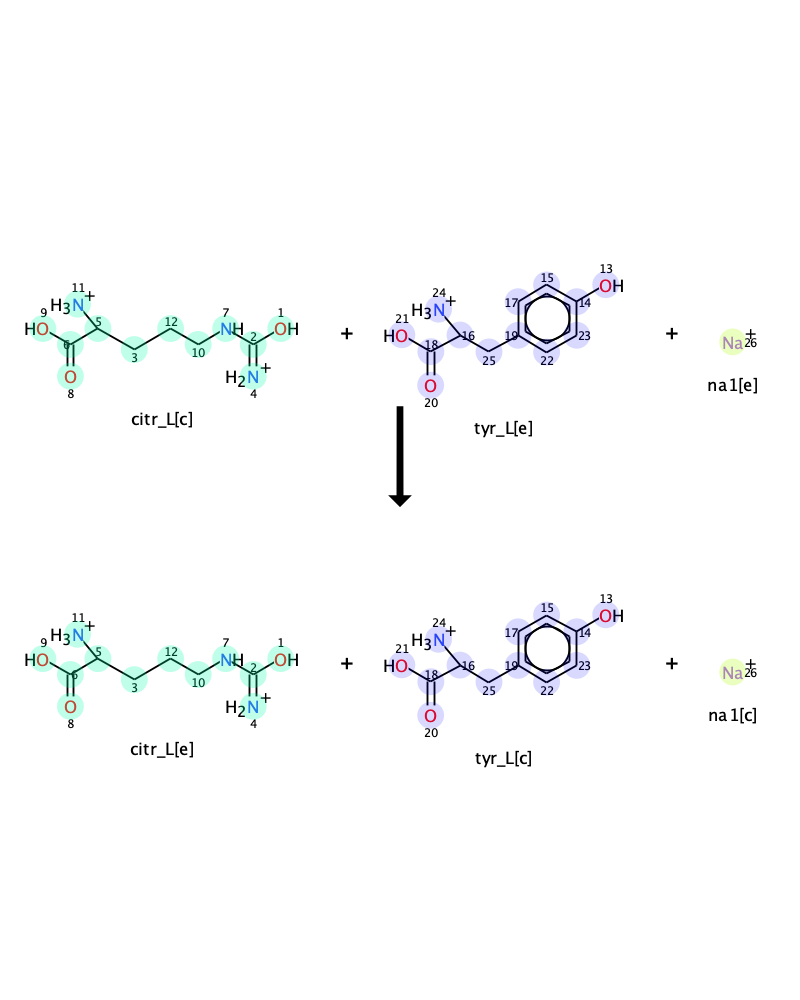 11
H3N+
9
HO
6
5
12
7
NH
2
1
OH
3
10
O
8
H2N+
4
citr_L[c]
+
24
H3N+
21
HO
18
16
25
19
17
15
14
13
OH
23
22
O
20
tyr_L[e]
+
Na+
26
na1[e]
11
H3N+
9
HO
6
5
12
7
NH
2
1
OH
3
10
O
8
H2N+
4
citr_L[e]
+
24
H3N+
21
HO
18
16
25
19
17
15
14
13
OH
23
22
O
20
tyr_L[c]
+
Na+
26
na1[c]